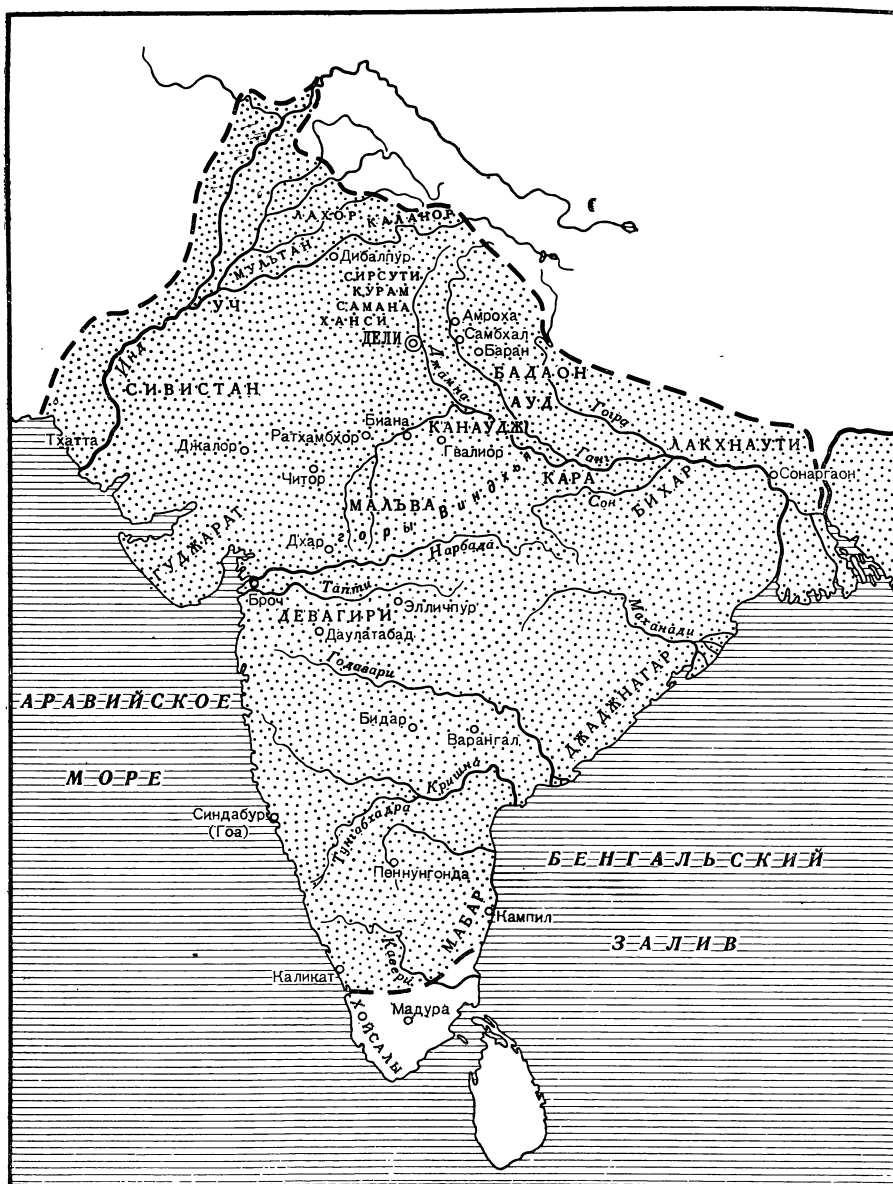 ЛАХОР
КАЛАНОР
МУЛЬТАН
Дибалпур
СИРСУТИ
КУРАМ
САМАНА
ХАНСИ
УЧ
Амроха
Самбхал
Баран
ДЕЛИ
Инд
Джамна
БАДАОН
АУД
Гогра
СИВИСТАН
Тхатта
Джалор
Ратхамбхор
Биана
КАНАУДЖ
Гвалиор
Ганг
ЛАКХНАУТИ
Читор
КАРА
Сонаргаон
Сон
БИХАР
МАЛЬВА
горы Виндхья
ГУДЖАРАТ
Дхар
Нарбада
Броч
Тапти
Элличпур
ДЕВАГИРИ
Даулатабад
Маханади
Годавари
АРАВИЙСКОЕ
МОРЕ
Бидар
Варангал
ДЖАДЖНАГАР
Кришна
Синдабур
(Гоа)
Тунгабхадра
БЕНГАЛЬСКИЙ
ЗАЛИВ
Пеннунгонда
МАБАР
Кампил
Кавери
Каликат
Мадура
ХОЙСАЛЫ